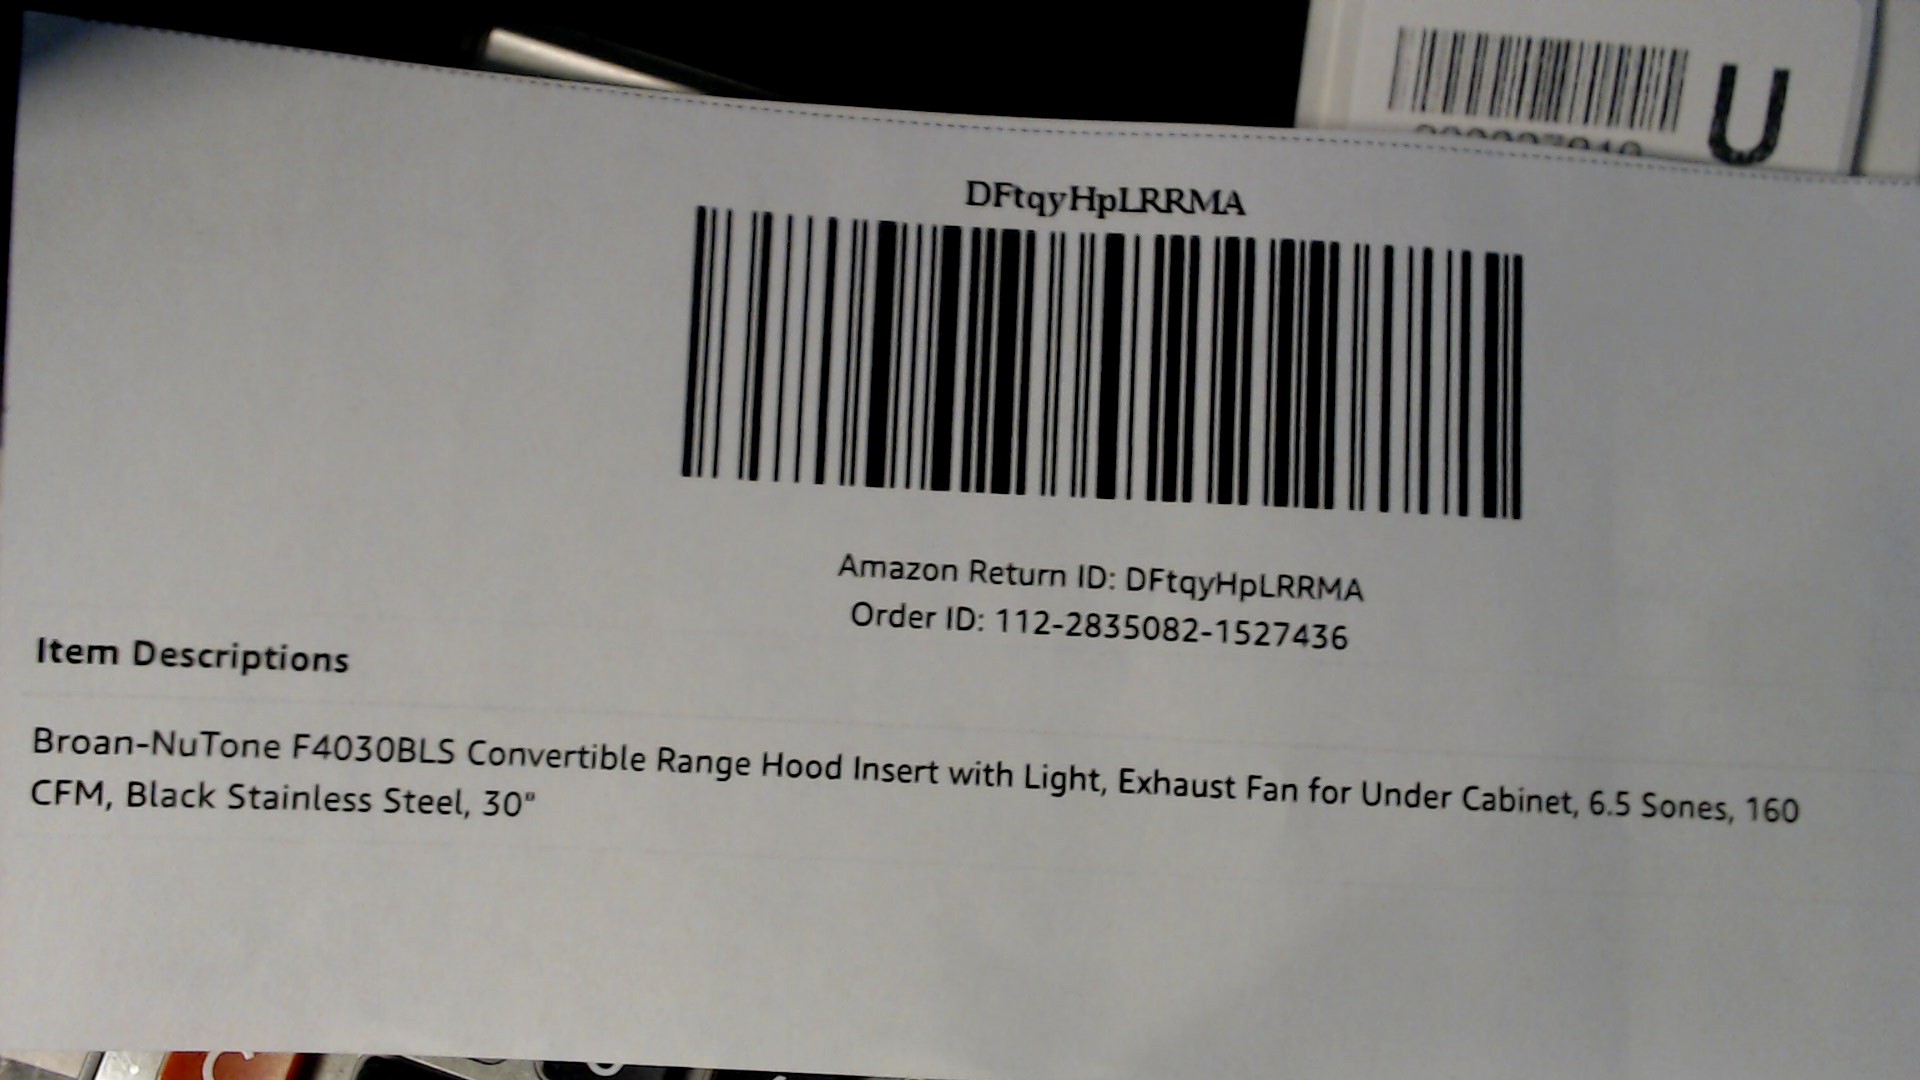 U
DFtqyHpLRRMA
Amazon Return ID: DFtqyHpLRRMA
Order ID: 112-2835082-1527436
Item Descriptions
Broan-NuTone F4030BLS Convertible Range Hood Insert with Light, Exhaust Fan for Under Cabinet, 6.5 Sones, 160
CFM, Black Stainless Steel, 30"